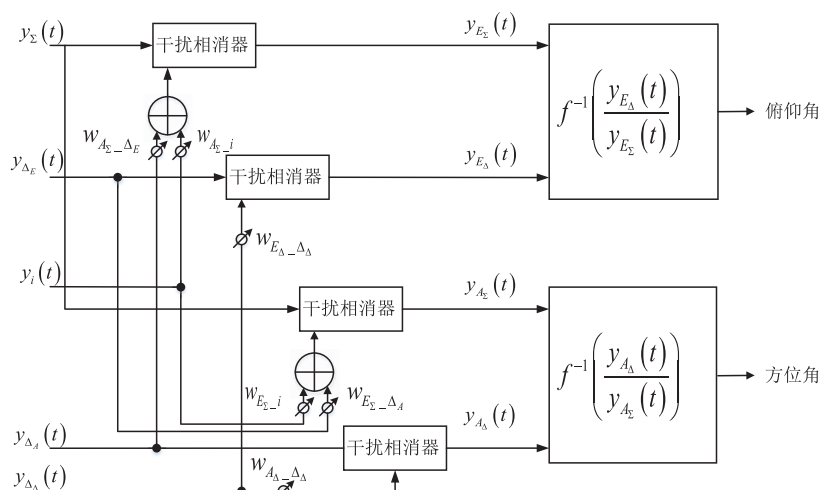 y_Σ(t)
干扰相消器
y_{E_Σ}(t)
w_{A_Σ_Δ_E}
w_{A_Σ_i}
f^{-1}(y_{E_Δ}(t)/y_{E_Σ}(t))
俯仰角
y_{Δ_E}(t)
干扰相消器
y_{E_Δ}(t)
w_{E_Δ_Δ_Δ}
y_i(t)
干扰相消器
y_{A_Σ}(t)
w_{E_Σ_i}
w_{E_Σ_Δ_A}
f^{-1}(y_{A_Δ}(t)/y_{A_Σ}(t))
方位角
y_{Δ_A}(t)
干扰相消器
y_{A_Δ}(t)
w_{A_Δ_Δ_Δ}
y_{Δ_Δ}(t)